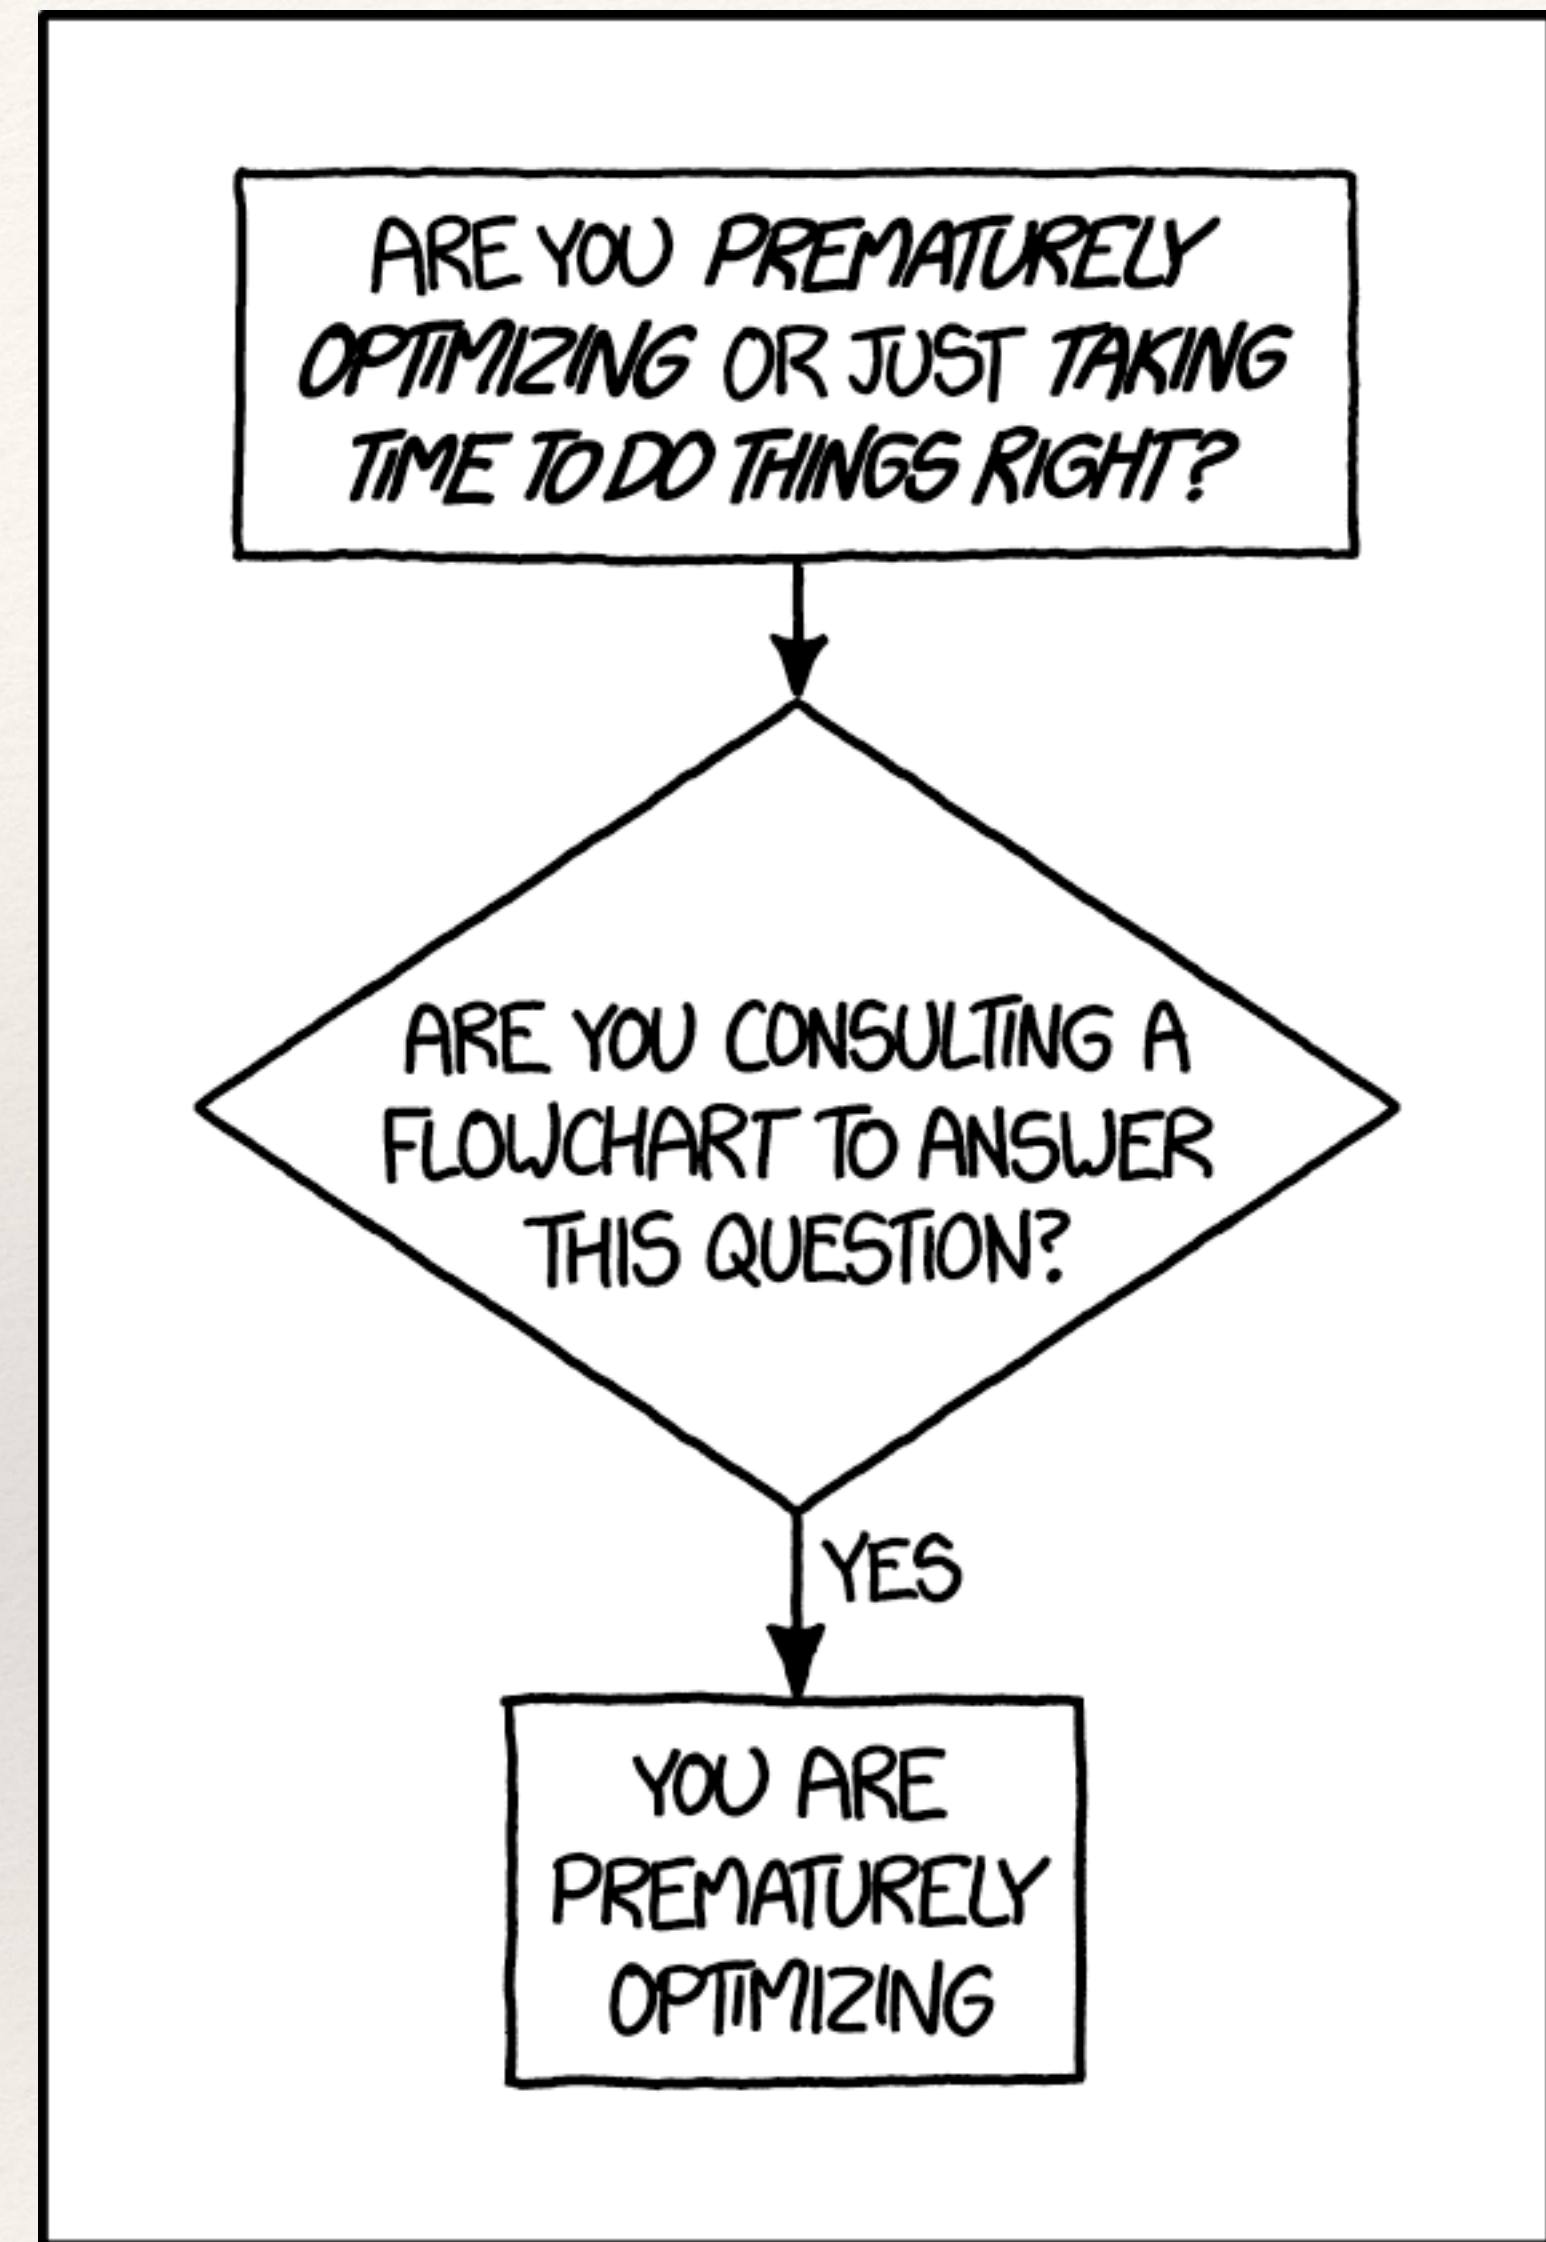 ARE YOU PREMATURELY
OPTIMIZING OR JUST TAKING
TIME TO DO THINGS RIGHT?
ARE YOU CONSULTING A
FLOWCHART TO ANSWER
THIS QUESTION?
YES
YOU ARE
PREMATURELY
OPTIMIZING